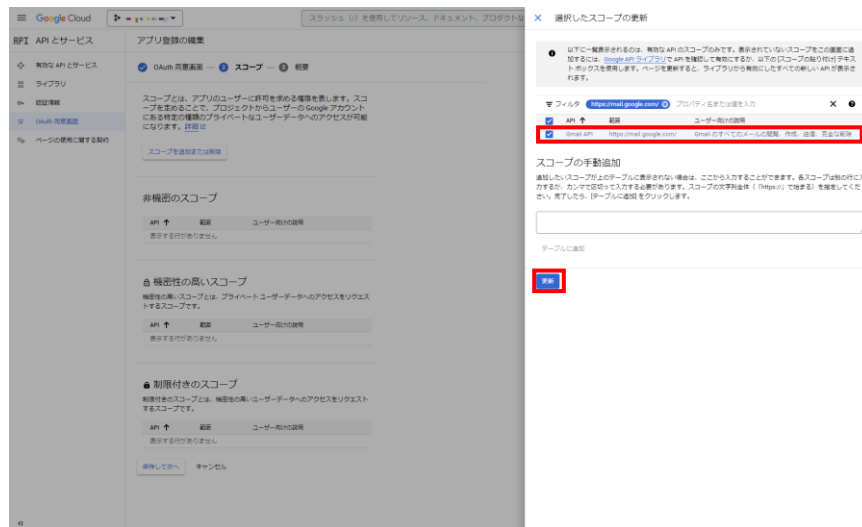 Google Cloud
スラッシュ（/）を使用してリソース、ドキュメント、プロダクトな
API APIとサービス
有効な API とサービス
ライブラリ
認証情報
OAuth 同意画面
ページの使用に関する契約
アプリ登録の編集
OAuth 同意画面 — 2 スコープ — 3 概要
スコープとは、アプリのユーザーに許可を求める権限を表します。スコ
ープを定めることで、プロジェクトからユーザーの Google アカウント
にある特定の種類のプライベートなユーザーデータへのアクセスが可能
になります。詳細
スコープを追加または削除
非機密のスコープ
API ↑ 範囲 ユーザー向けの説明
表示する行がありません
機密性の高いスコープ
機密性の高いスコープとは、プライベート ユーザーデータへのアクセスをリクエス
トするスコープです。
API ↑ 範囲 ユーザー向けの説明
表示する行がありません
制限付きのスコープ
制限付きのスコープとは、機密性の高いユーザーデータへのアクセスをリクエスト
するスコープです。
API ↑ 範囲 ユーザー向けの説明
表示する行がありません
保存して次へ キャンセル
選択したスコープの更新
以下に一覧表示されるのは、有効な API のスコープのみです。表示されていないスコープをこの画面に追
加するには、Google API ライブラリで API を検索して有効にするか、以下の [スコープの貼り付け] テキス
ト ボックスを使用します。ページを更新すると、ライブラリから有効にしたすべての新しい API が表示さ
れます。
フィルタ https://mail.google.com/ プロパティ名または値を入力
API ↑ 範囲 ユーザー向けの説明
Gmail API https://mail.google.com/ Gmail のすべてのメールの閲覧、作成、送信、完全な削除
スコープの手動追加
追加したいスコープが上のテーブルに表示されない場合は、ここから入力することができます。各スコープは別の行に入
力するか、カンマで区切って入力する必要があります。スコープの文字列全体（「https://」で始まる）を指定してくだ
さい。完了したら、[テーブルに追加] をクリックします。
テーブルに追加
更新